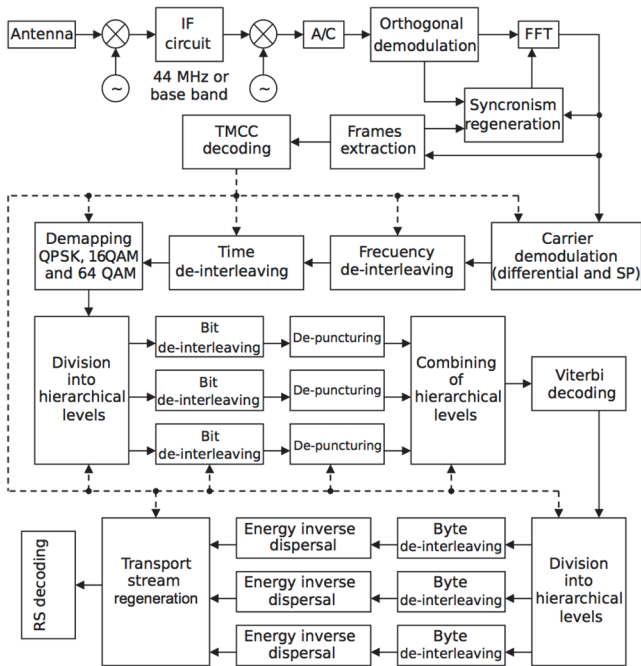 Antenna
IF
circuit
44 MHz or
base band
~
~
A/C
Orthogonal
demodulation
FFT
Syncronism
regeneration
Frames
extraction
TMCC
decoding
Demapping
QPSK, 16QAM
and 64 QAM
Time
de-interleaving
Frecuency
de-interleaving
Carrier
demodulation
(differential and SP)
Division
into
hierarchical
levels
Bit
de-interleaving
De-puncturing
Bit
de-interleaving
De-puncturing
Bit
de-interleaving
De-puncturing
Combining
of
hierarchical
levels
Viterbi
decoding
RS decoding
Transport
stream
regeneration
Energy inverse
dispersal
Byte
de-interleaving
Energy inverse
dispersal
Byte
de-interleaving
Energy inverse
dispersal
Byte
de-interleaving
Division
into
hierarchical
levels